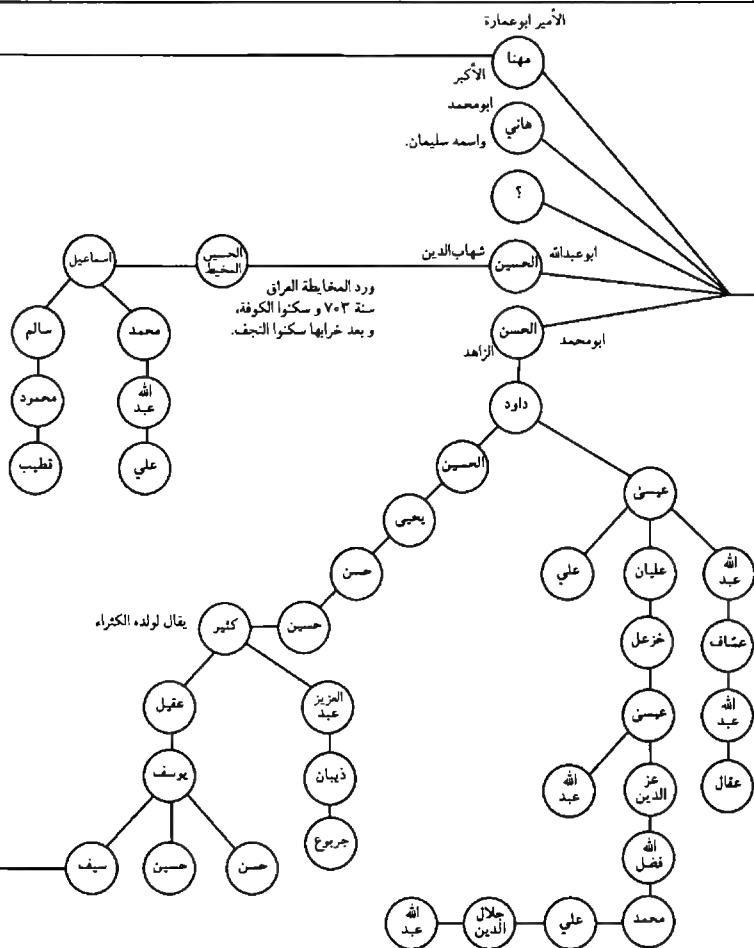 الأمير ابوعمارة
مهنا
الأكبر
ابومحمد
هاني
واسمه سليمان.
؟
ابوعبدالله
الحسين
شهاب‌الدين
المخيط
اسماعيل
ورد المخايطة العراق
سنة ٧٠٣ و سكنوا الكوفة،
و بعد خرابها سكنوا النجف.
محمد
سالم
الله
عبد
محمود
علي
قطيب
ابومحمد
الحسن
الزاهد
داود
الحسين
عيسىٰ
يحيى
الله
عبد
عليان
علي
حسن
عسّاف
خزعل
حسين
كثير
يقال لولده الكثراء
الله
عبد
عيسىٰ
العزيز
عبد
عقيل
عقال
عز
الدين
الله
عبد
ذيبان
يوسف
جربوع
الله
فضل
حسن
حسين
سيف
محمد
علي
جلال
الدين
الله
عبد